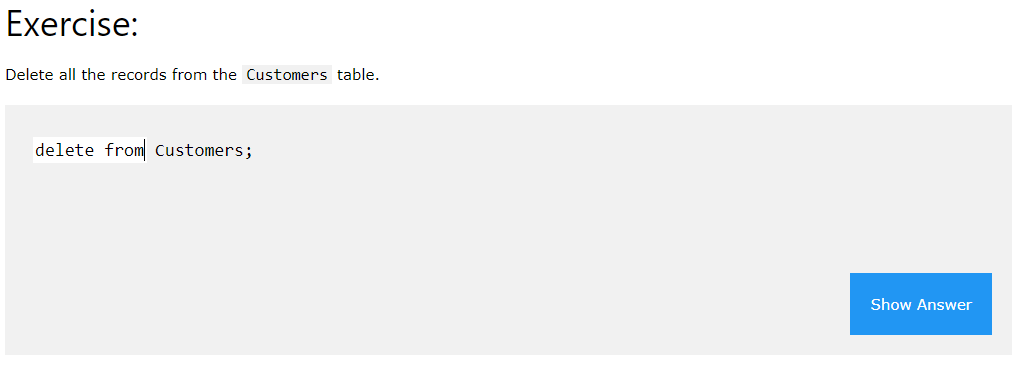 Exercise:
Delete all the records from the Customers table.
delete from Customers;
Show Answer